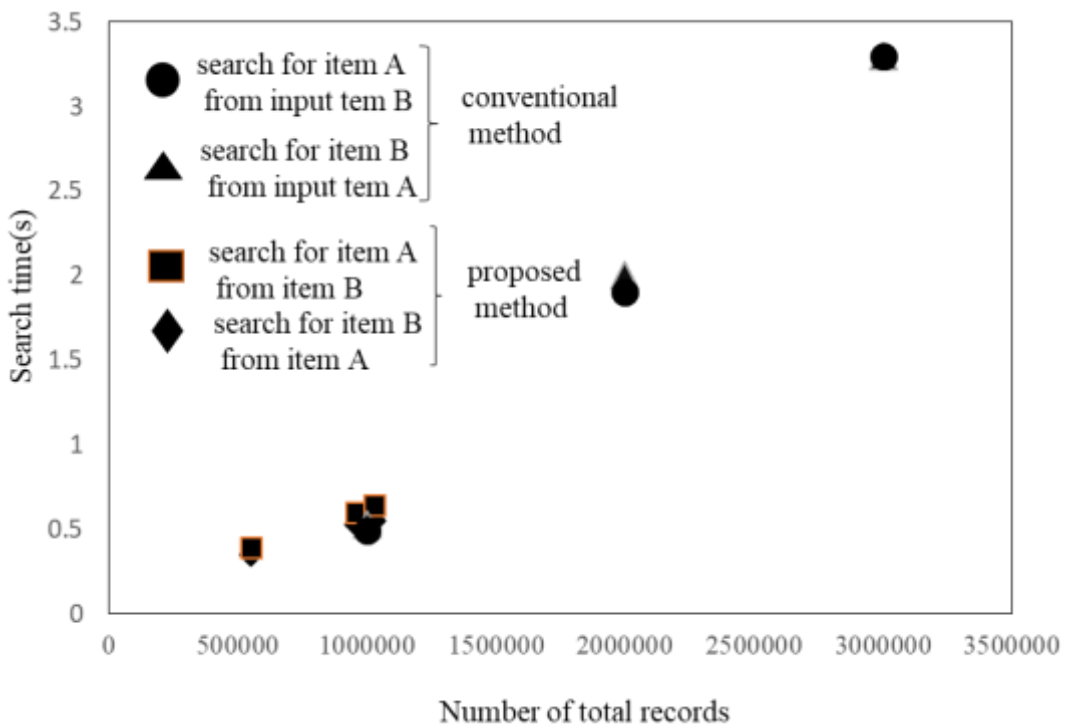 3.5
3
2.5
2
1.5
1
0.5
0
Search time(s)
search for item A
from input tem B
search for item B
from input tem A
conventional
method
search for item A
from item B
search for item B
from item A
proposed
method
0 500000 1000000 1500000 2000000 2500000 3000000 3500000
Number of total records